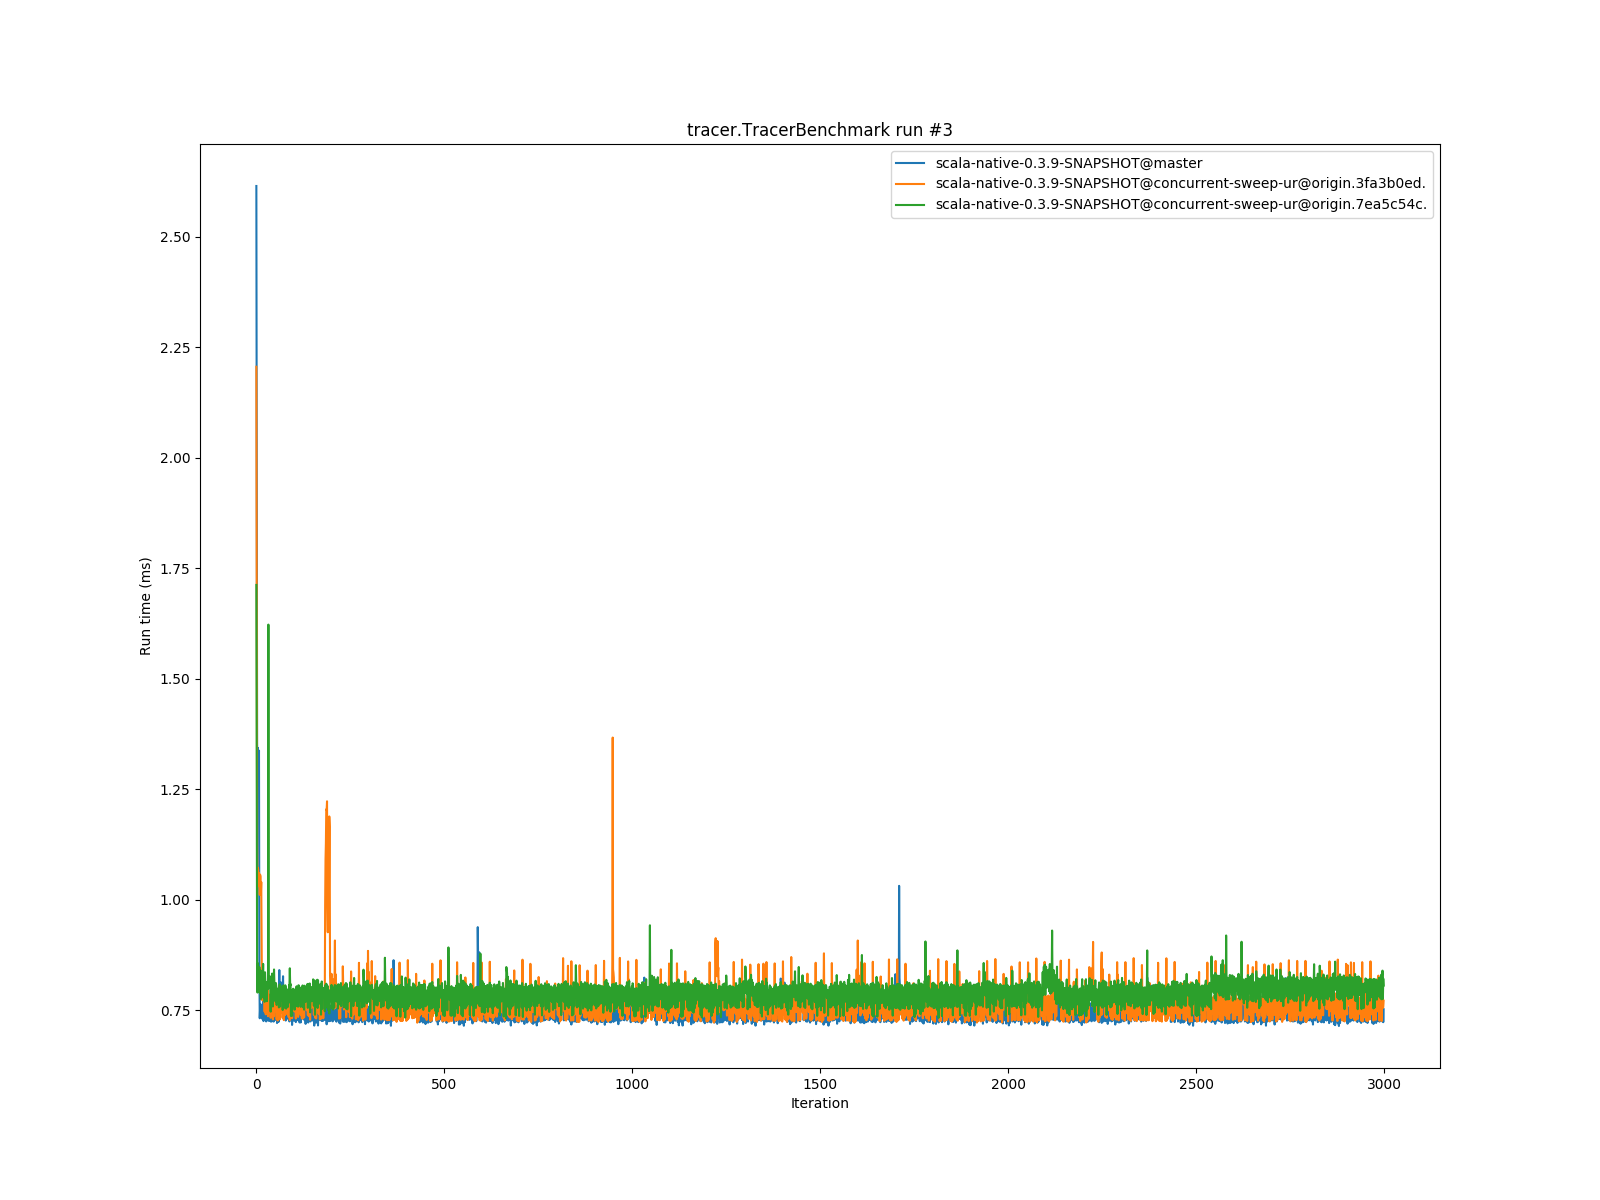 tracer.TracerBenchmark run #3
scala-native-0.3.9-SNAPSHOT@master
scala-native-0.3.9-SNAPSHOT@concurrent-sweep-ur@origin.3fa3b0ed.
scala-native-0.3.9-SNAPSHOT@concurrent-sweep-ur@origin.7ea5c54c.
2.50
2.25
2.00
1.75
1.50
1.25
1.00
0.75
Run time (ms)
0 500 1000 1500 2000 2500 3000
Iteration